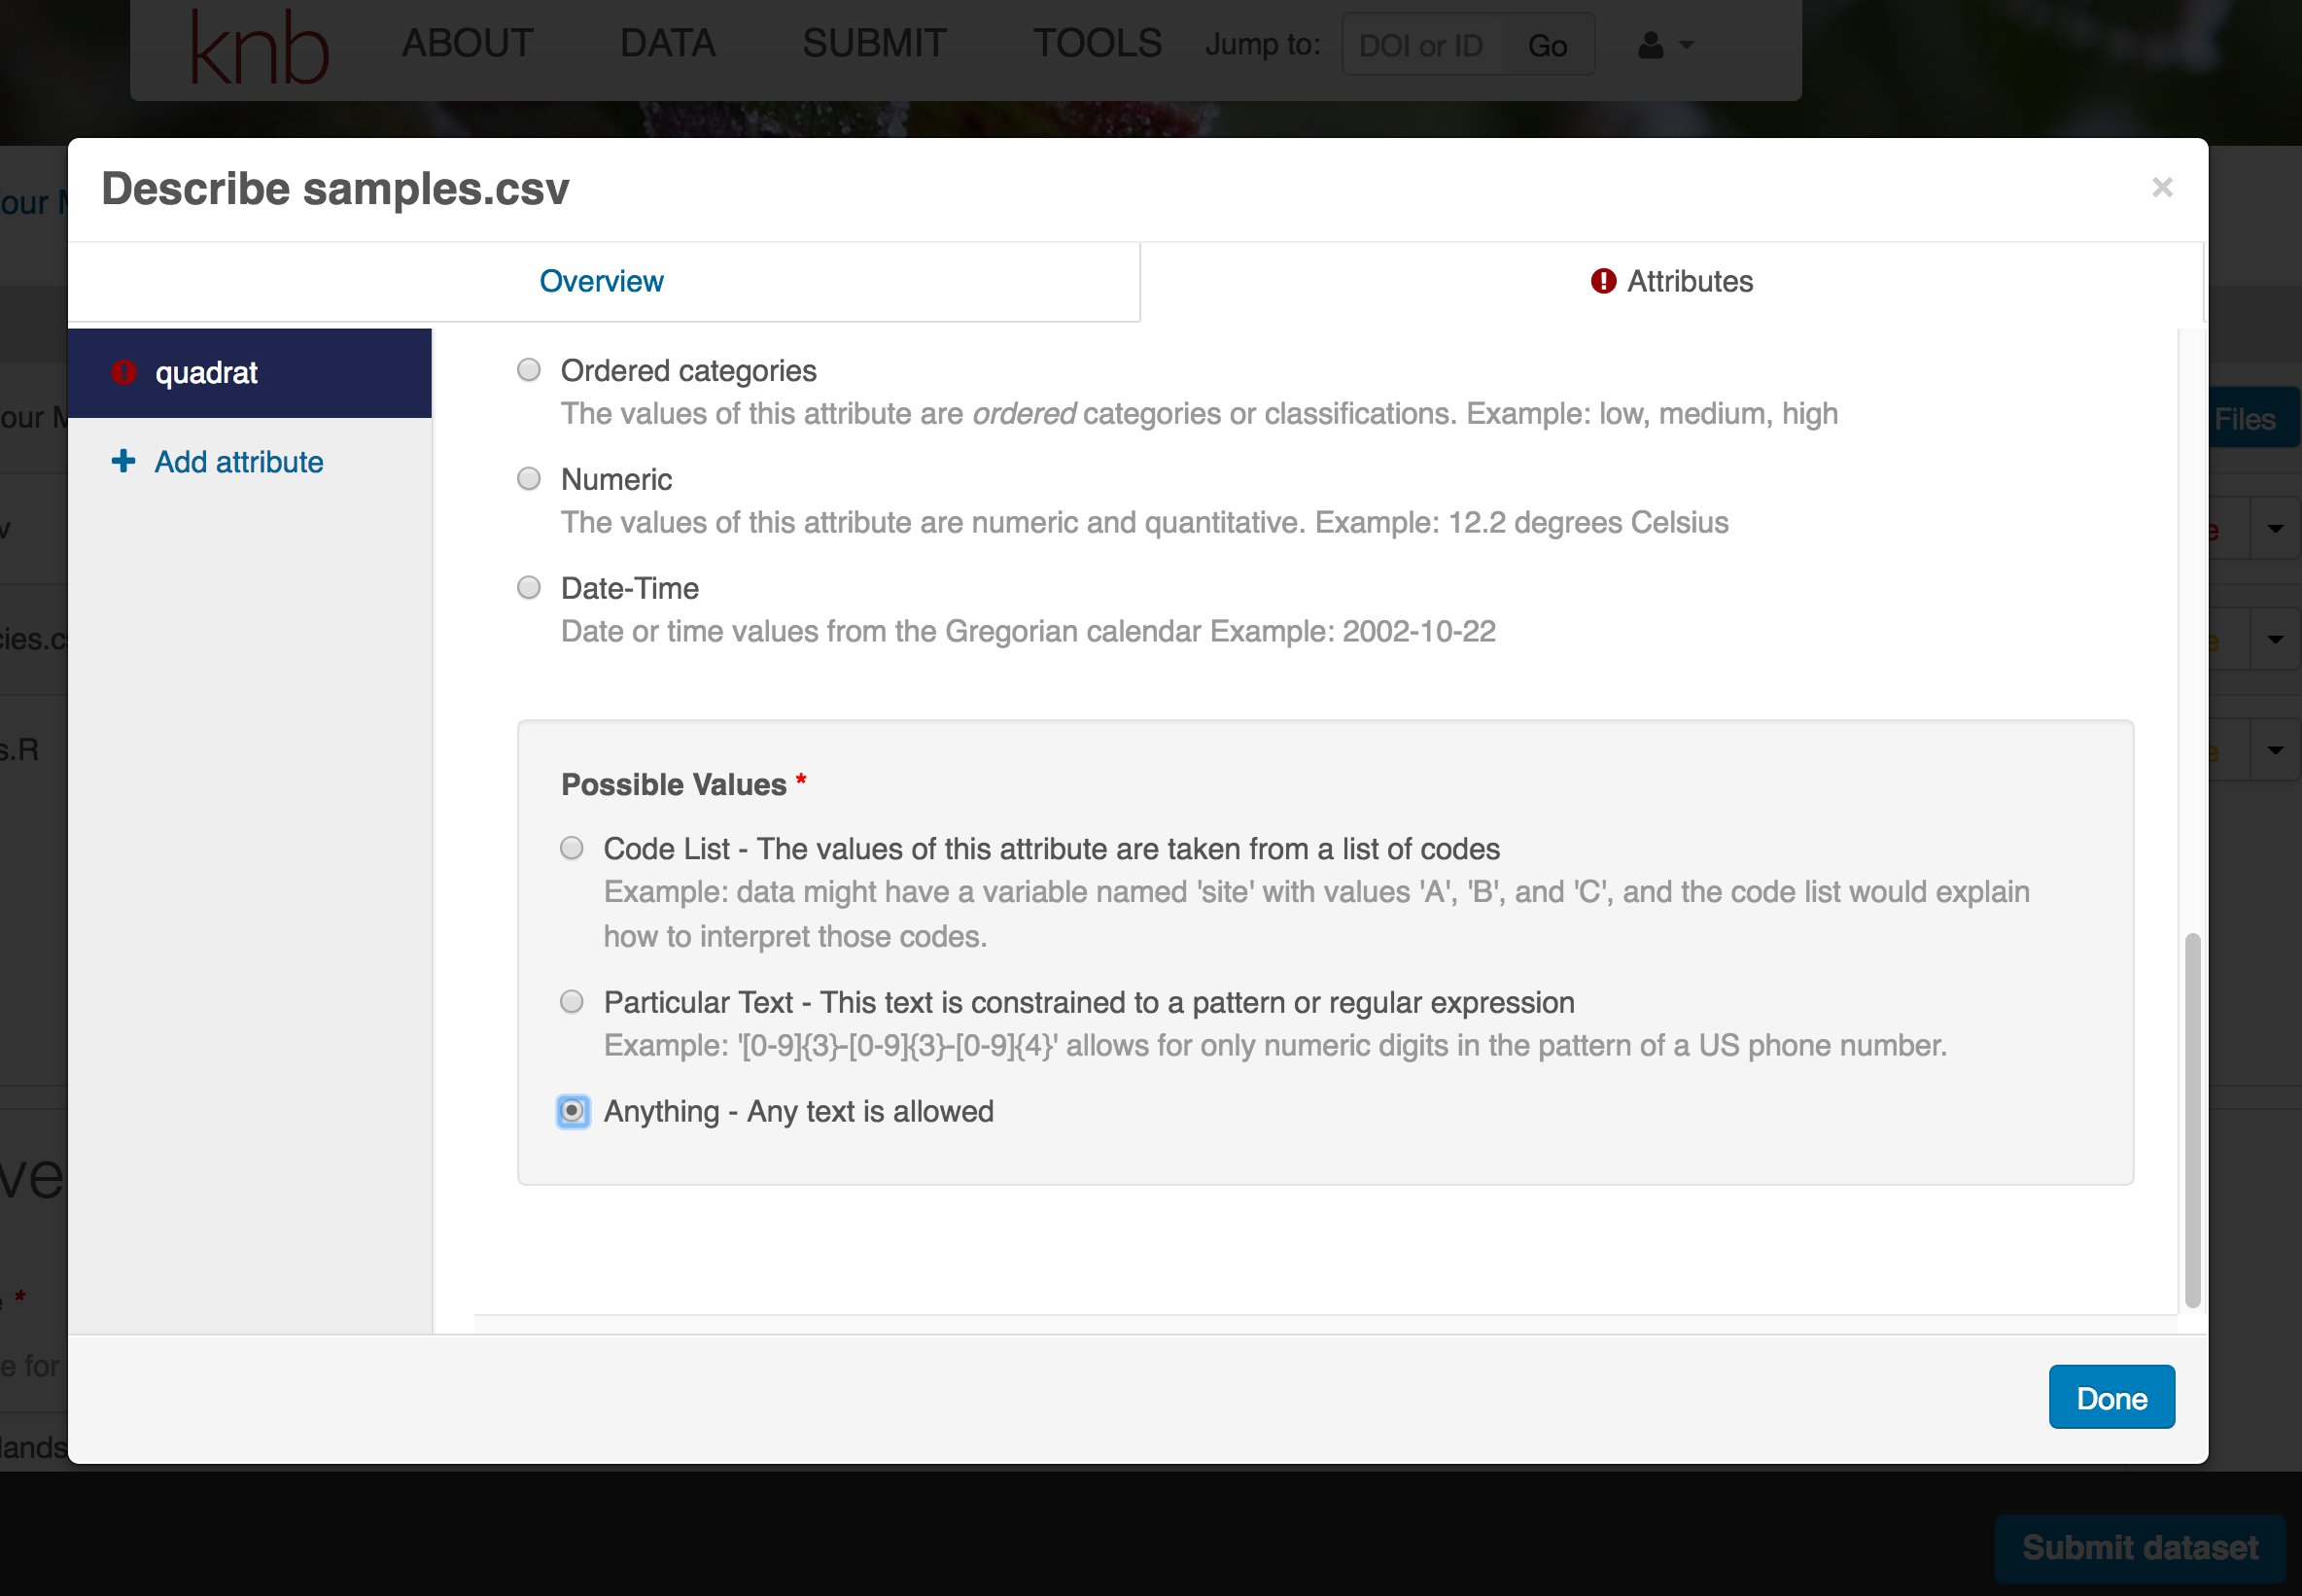 knb ABOUT DATA SUBMIT TOOLS Jump to: DOI or ID Go
Describe samples.csv ×
our M
Overview Attributes
quadrat
Ordered categories
The values of this attribute are ordered categories or classifications. Example: low, medium, high
our M
Files
Add attribute
Numeric
The values of this attribute are numeric and quantitative. Example: 12.2 degrees Celsius
v
e
Date-Time
Date or time values from the Gregorian calendar Example: 2002-10-22
cies.c
e
s.R
e
Possible Values *
Code List - The values of this attribute are taken from a list of codes
Example: data might have a variable named 'site' with values 'A', 'B', and 'C', and the code list would explain
how to interpret those codes.
Particular Text - This text is constrained to a pattern or regular expression
Example: '[0-9]{3}-[0-9]{3}-[0-9]{4}' allows for only numeric digits in the pattern of a US phone number.
Anything - Any text is allowed
ve
e *
e for
Done
lands
Submit dataset